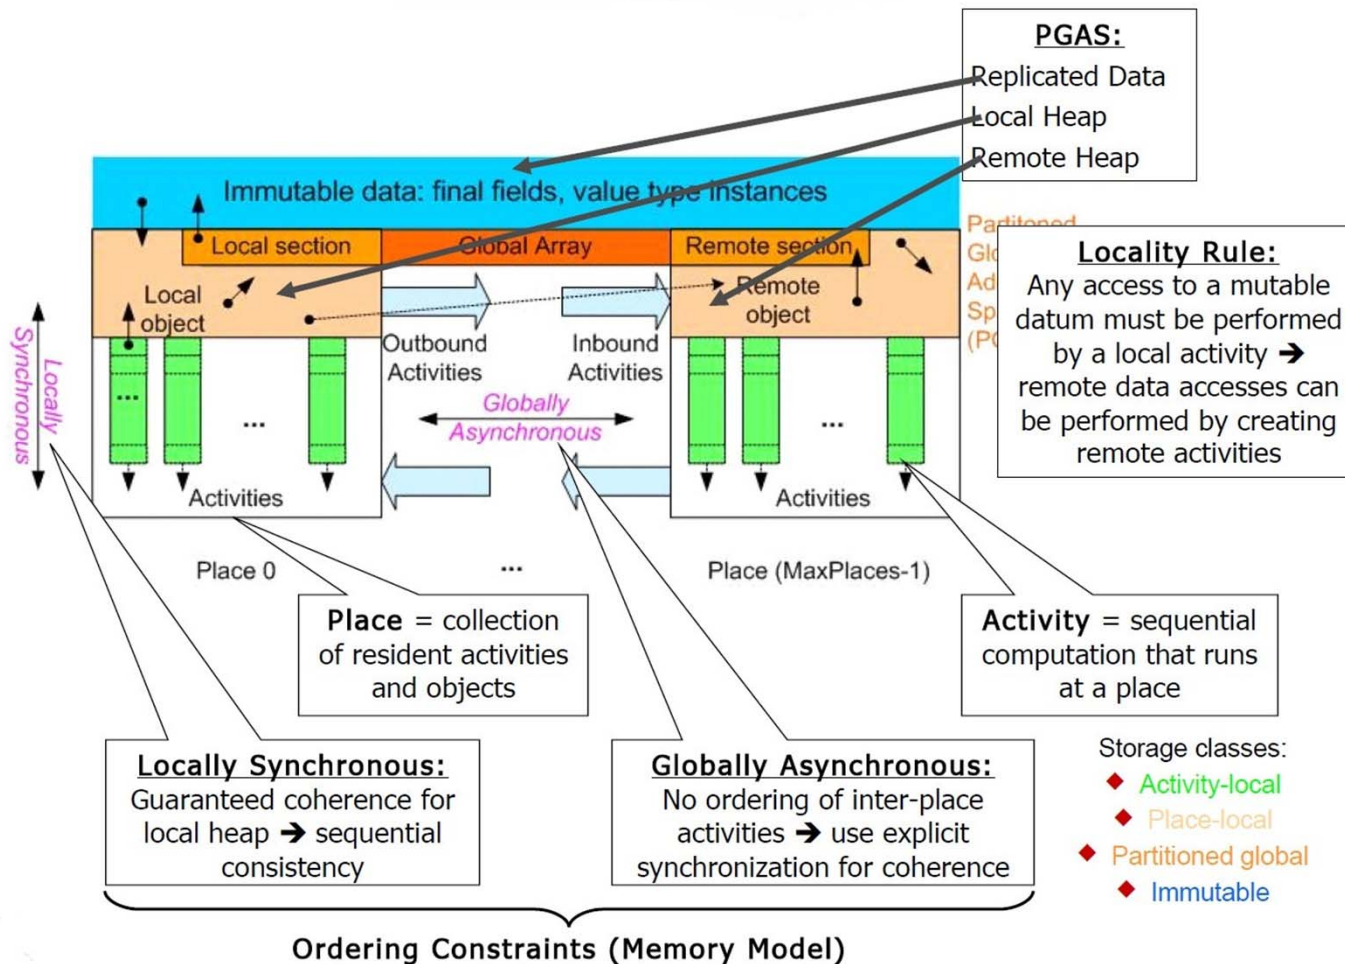 PGAS:
Replicated Data
Local Heap
Remote Heap
Immutable data: final fields, value type instances
Local section
Global Array
Remote section
Partitoned
Local
object
Remote
object
Locality Rule:
Any access to a mutable
datum must be performed
by a local activity ➔
remote data accesses can
be performed by creating
remote activities
Locally
Synchronous
Outbound
Activities
Inbound
Activities
Globally
Asynchronous
...
...
...
Activities
Activities
Place 0
...
Place (MaxPlaces-1)
Place = collection
of resident activities
and objects
Activity = sequential
computation that runs
at a place
Locally Synchronous:
Guaranteed coherence for
local heap ➔ sequential
consistency
Globally Asynchronous:
No ordering of inter-place
activities ➔ use explicit
synchronization for coherence
Storage classes:
Activity-local
Place-local
Partitioned global
Immutable
Ordering Constraints (Memory Model)